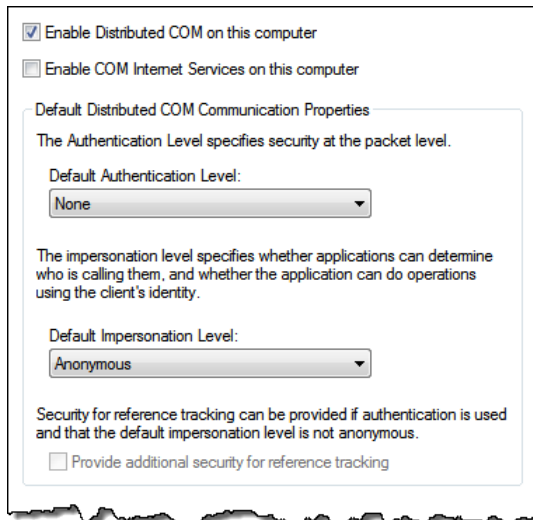 Enable Distributed COM on this computer
Enable COM Internet Services on this computer
Default Distributed COM Communication Properties
The Authentication Level specifies security at the packet level.
Default Authentication Level:
None
The impersonation level specifies whether applications can determine
who is calling them, and whether the application can do operations
using the client's identity.
Default Impersonation Level:
Anonymous
Security for reference tracking can be provided if authentication is used
and that the default impersonation level is not anonymous.
Provide additional security for reference tracking